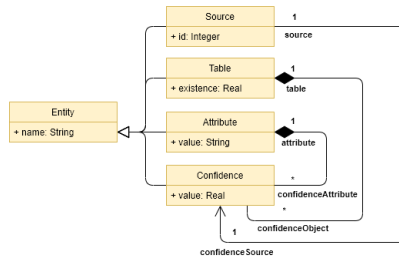 Source
+ id: Integer
1
source
Table
+ existence: Real
1
table
Entity
+ name: String
Attribute
+ value: String
1
attribute
Confidence
+ value: Real
*
confidenceAttribute
*
confidenceObject
1
confidenceSource